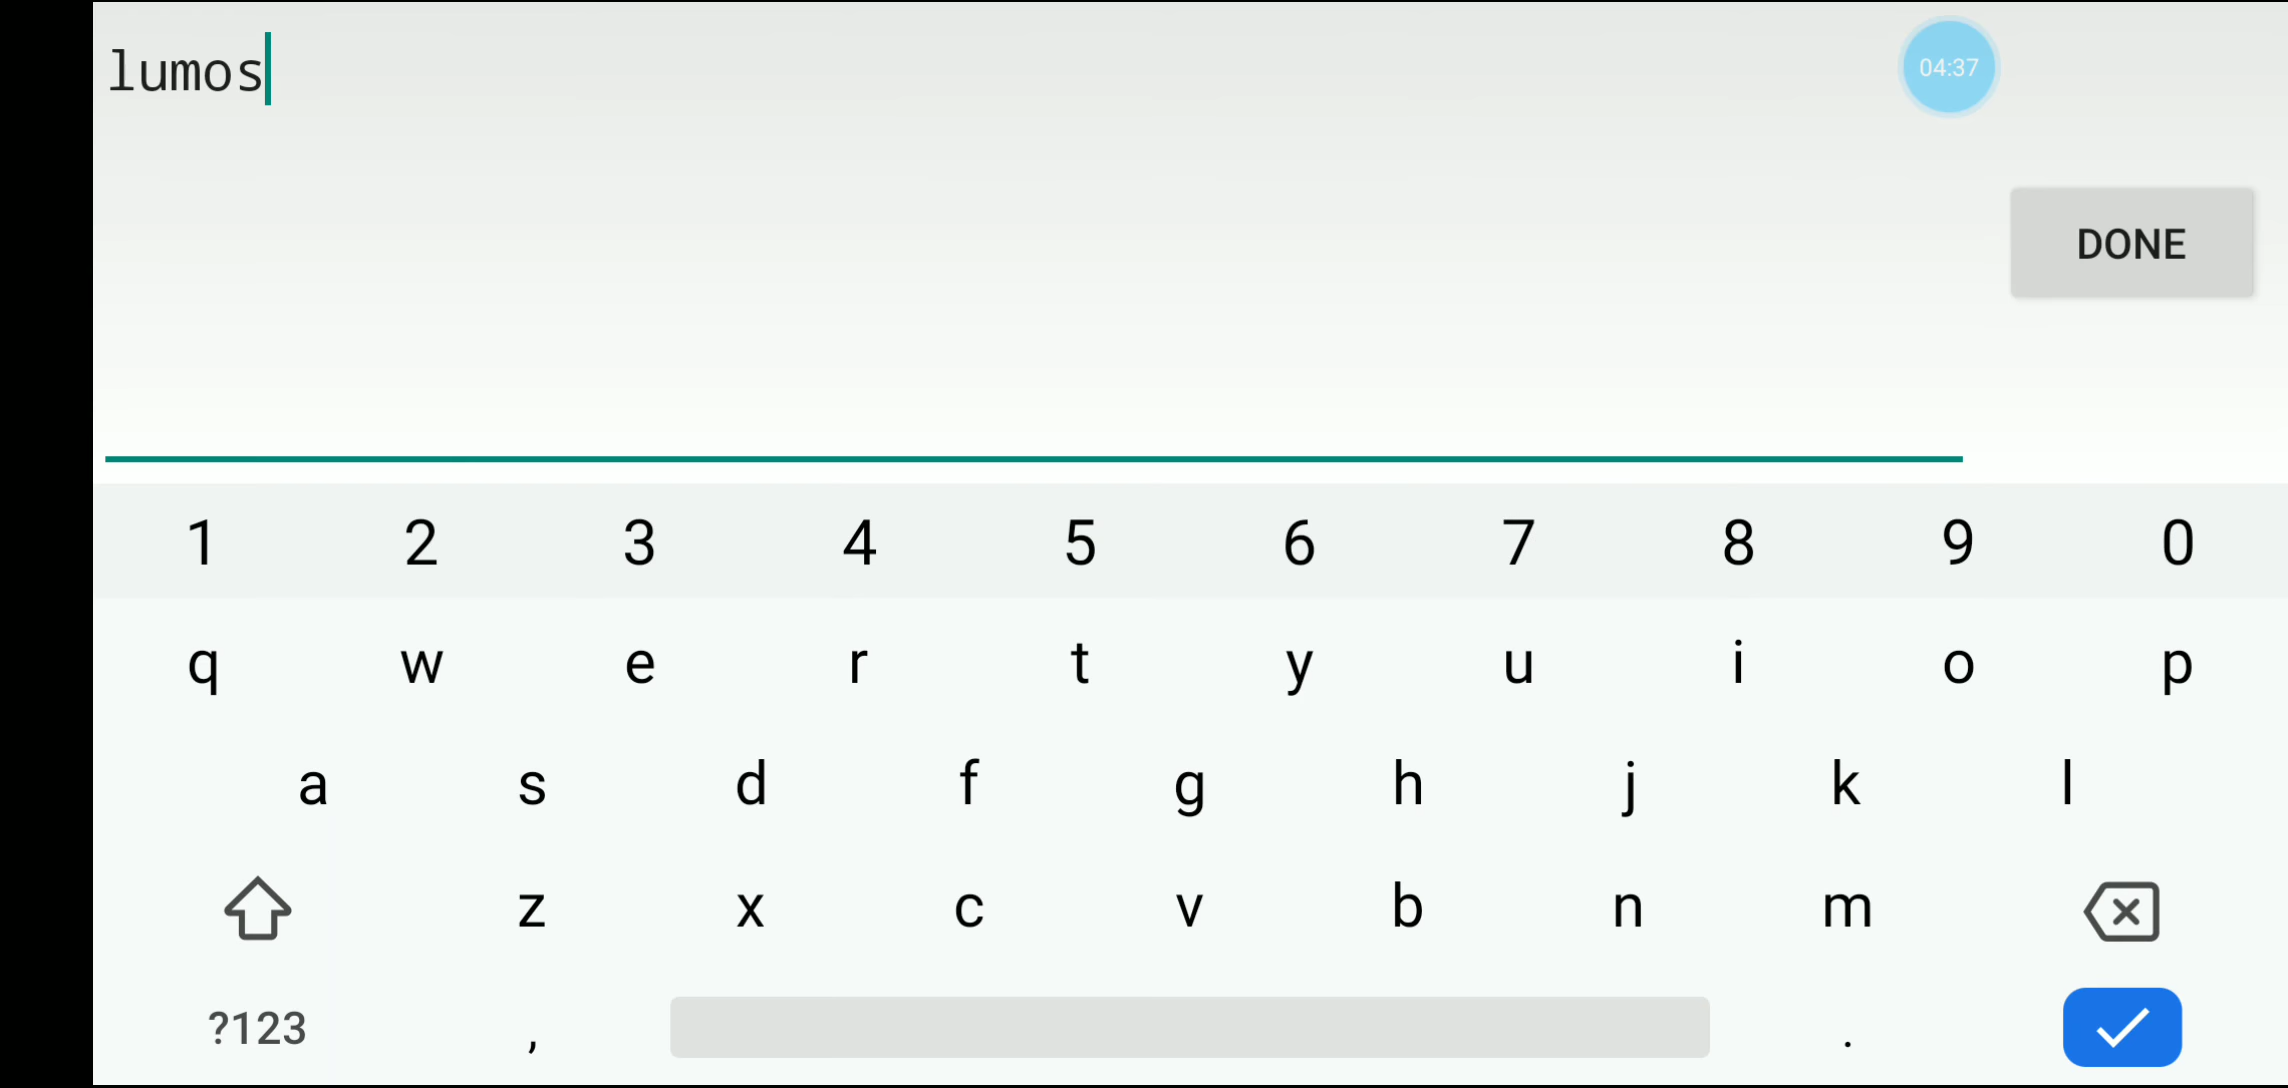 lumos
04:37
DONE
1 2 3 4 5 6 7 8 9 0
q w e r t y u i o p
a s d f g h j k l
z x c v b n m
?123 , .